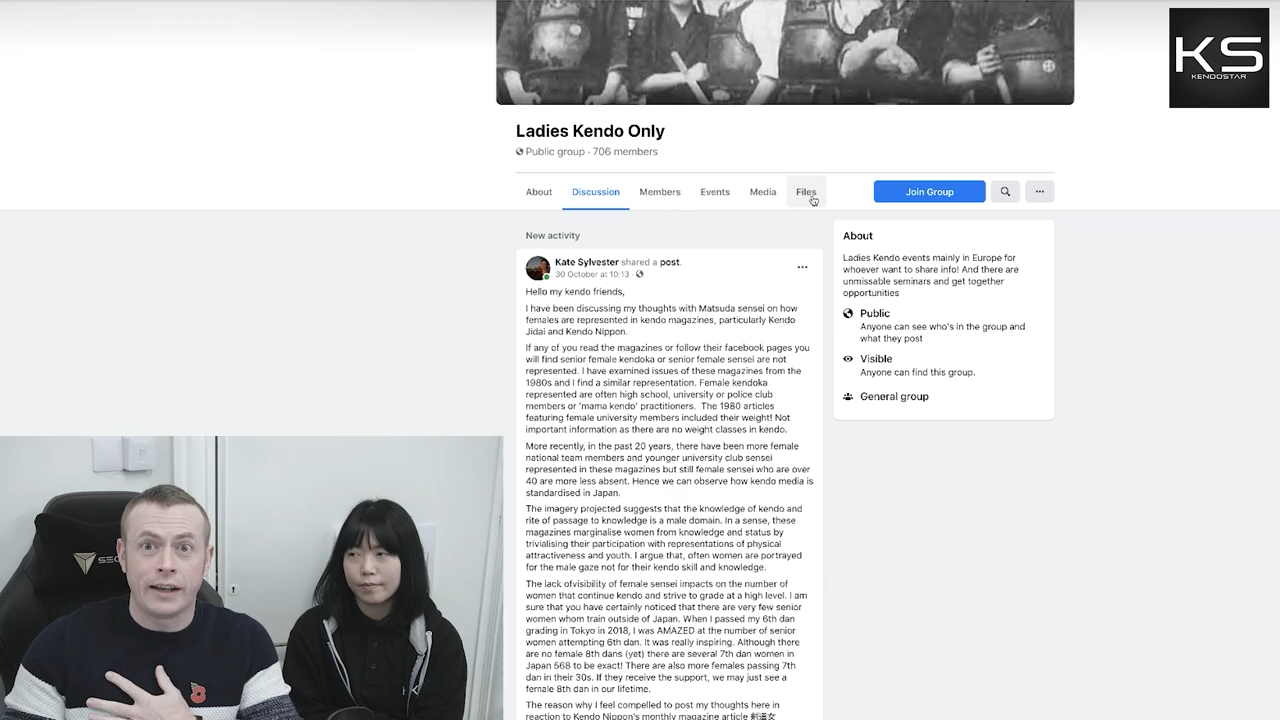 KS
KENDOSTAR
Ladies Kendo Only
Public group · 706 members
About
Discussion
Members
Events
Media
Files
Join Group
New activity
Kate Sylvester shared a post.
30 October at 10:13 ·
Hello my kendo friends,
I have been discussing my thoughts with Matsuda sensei on how
females are represented in kendo magazines, particularly Kendo
Jidai and Kendo Nippon.
If any of you read the magazines or follow their facebook pages you
will find senior female kendoka or senior female sensei are not
represented. I have examined issues of these magazines from the
1980s and I find a similar representation. Female kendoka
represented are often high school, university or police club
members or 'mama kendo' practitioners. The 1980 articles
featuring female university members included their weight! Not
important information as there are no weight classes in kendo.
More recently, in the past 20 years, there have been more female
national team members and younger university club sensei
represented in these magazines but still female sensei who are over
40 are more less absent. Hence we can observe how kendo media is
standardised in Japan.
The imagery projected suggests that the knowledge of kendo and
rite of passage to knowledge is a male domain. In a sense, these
magazines marginalise women from knowledge and status by
trivialising their participation with representations of physical
attractiveness and youth. I argue that, often women are portrayed
for the male gaze not for their kendo skill and knowledge.
The lack ofvisibility of female sensei impacts on the number of
women that continue kendo and strive to grade at a high level. I am
sure that you have certainly noticed that there are very few senior
women whom train outside of Japan. When I passed my 6th dan
grading in Tokyo in 2018, I was AMAZED at the number of senior
women attempting 6th dan. It was really inspiring. Although there
are no female 8th dans (yet) there are several 7th dan women in
Japan 568 to be exact! There are also more females passing 7th
dan in their 30s. If they receive the support, we may just see a
female 8th dan in our lifetime.
The reason why I feel compelled to post my thoughts here in
reaction to Kendo Nippon's monthly magazine article 剣道女
About
Ladies Kendo events mainly in Europe for
whoever want to share info! And there are
unmissable seminars and get together
opportunities
Public
Anyone can see who's in the group and
what they post
Visible
Anyone can find this group.
General group
SEC